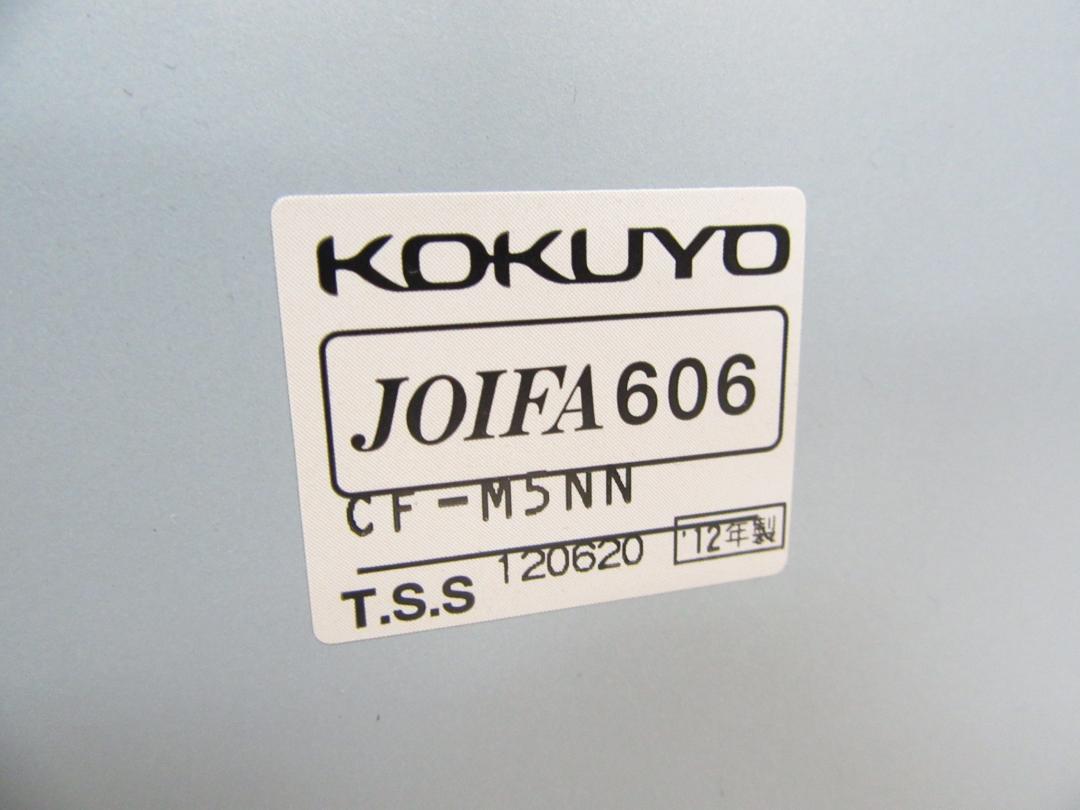 KOKUYO
JOIFA606
CF-M5NN
120620 '12年製
T.S.S